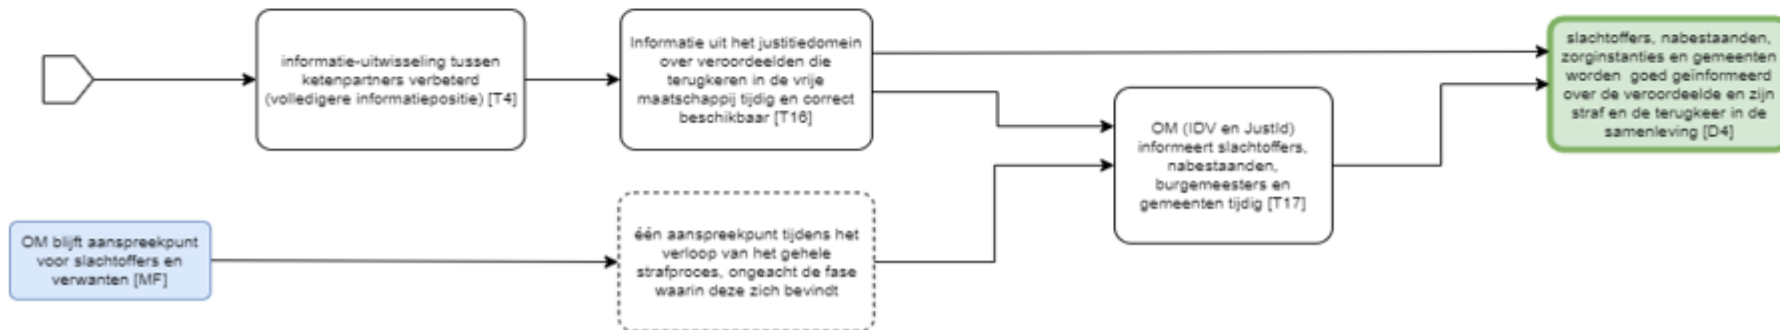 informatie-uitwisseling tussen
ketenpartners verbeterd
(volledigere informatiepositie) [T4]
Informatie uit het justitiedomein
over veroordeelden die
terugkeren in de vrije
maatschappij tijdig en correct
beschikbaar [T16]
slachtoffers, nabestaanden,
zorginstanties en gemeenten
worden goed geïnformeerd
over de veroordeelde en zijn
straf en de terugkeer in de
samenleving [D4]
OM (IDV en JustId)
informeert slachtoffers,
nabestaanden,
burgemeesters en
gemeenten tijdig [T17]
OM blijft aanspreekpunt
voor slachtoffers en
verwanten [MF]
één aanspreekpunt tijdens het
verloop van het gehele
strafproces, ongeacht de fase
waarin deze zich bevindt